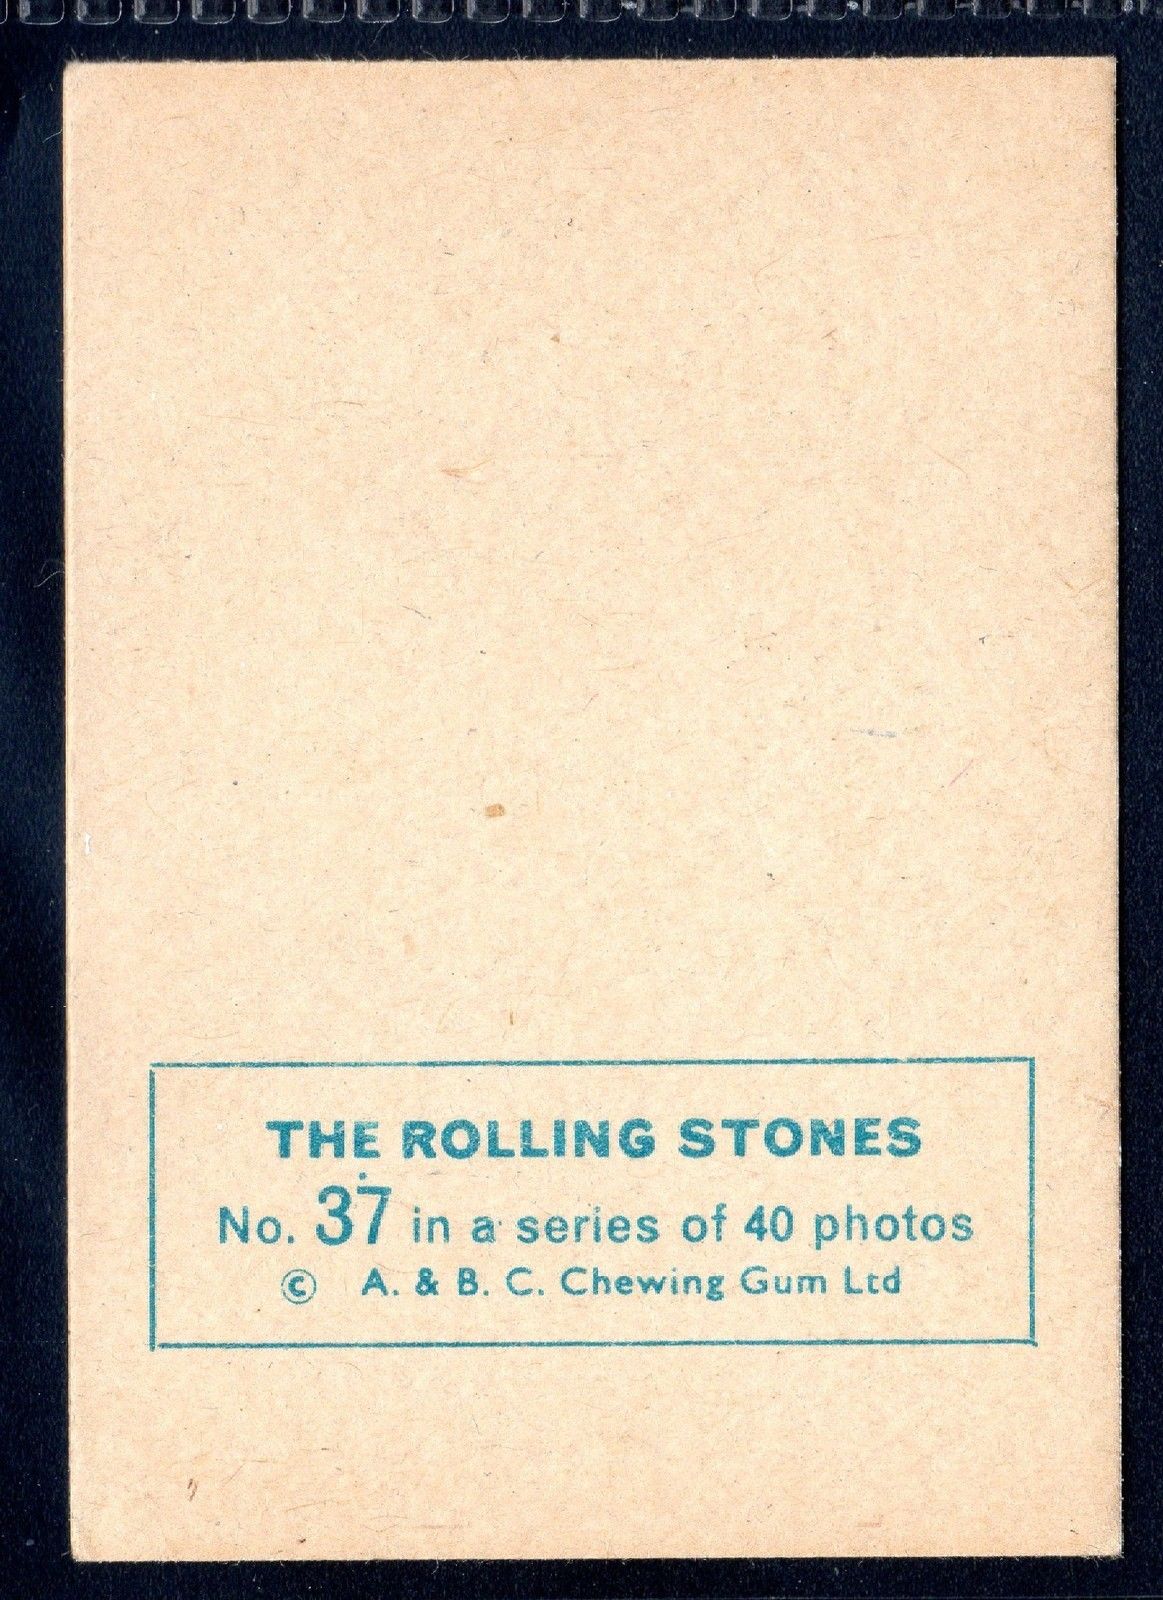 THE ROLLING STONES
No. 37 in a series of 40 photos
© A. & B. C. Chewing Gum Ltd